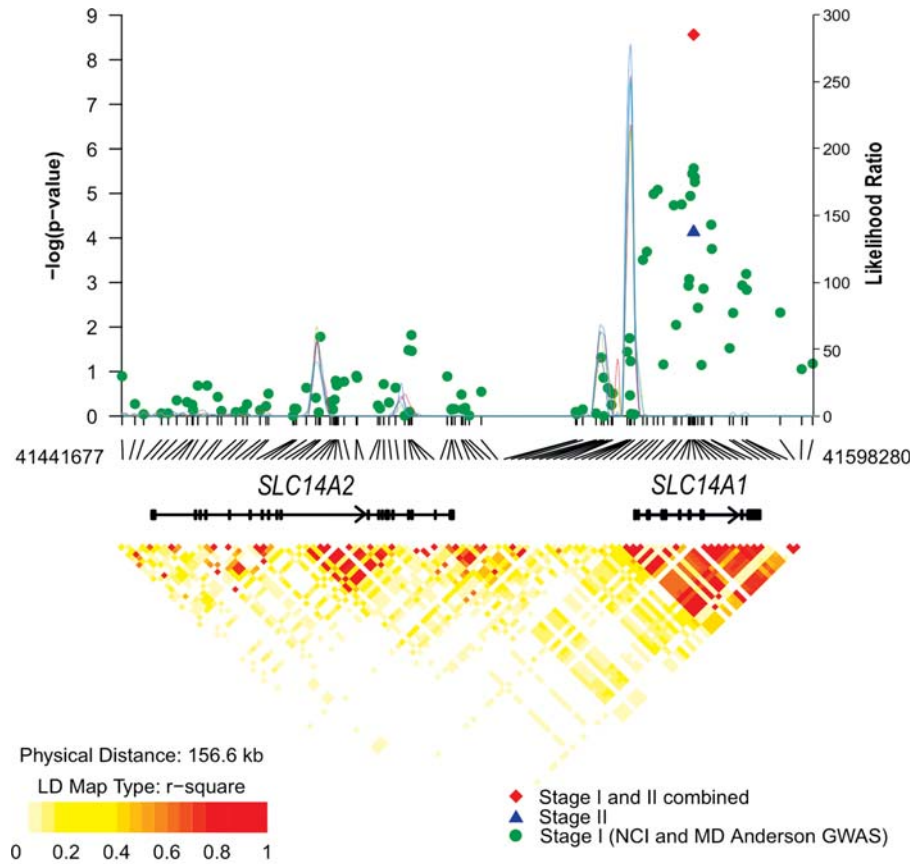 9
8
7
6
5
4
3
2
1
0
−log(p−value)
300
250
200
150
100
50
0
Likelihood Ratio
41441677
41598280
SLC14A2
SLC14A1
Physical Distance: 156.6 kb
LD Map Type: r−square
0 0.2 0.4 0.6 0.8 1
Stage I and II combined
Stage II
Stage I (NCI and MD Anderson GWAS)